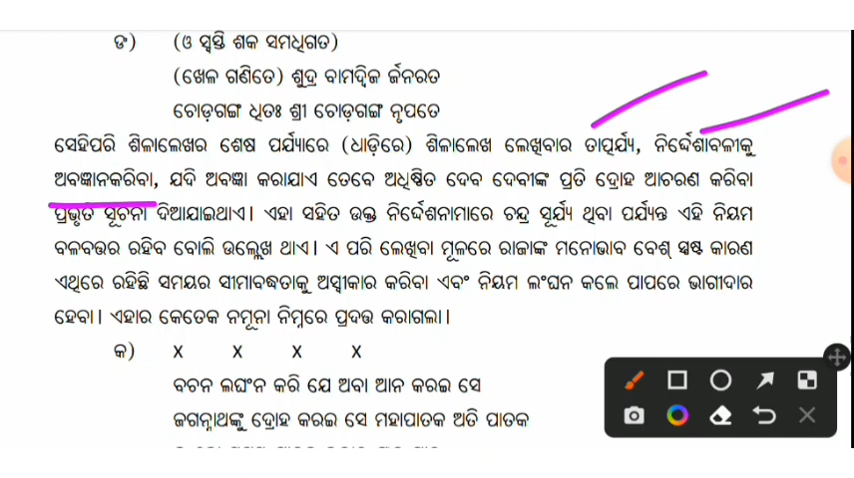 ଙ) (ଓ ସ୍ୱସ୍ତି ଶକ ସମଧିଗତ)
(ଖେଳ ଗଣିତେ) ଶୁଦ୍ର ବାମଦ୍ୱିଜ ର୍ଜନରତ
ଚୋଡ଼ଗଙ୍ଗ ଧୂତଃ ଶ୍ରୀ ଚୋଡ଼ଗଙ୍ଗ ନୃପତେ
ସେହିପରି ଶିଳାଲେଖର ଶେଷ ପର୍ଯ୍ୟାରେ (ଧାଡ଼ିରେ) ଶିଳାଲେଖ ଲେଖିବାର ତାତ୍ପର୍ଯ୍ୟ, ନିର୍ଦ୍ଦେଶାବଳୀକୁ
ଅବଜ୍ଞାନକରିବା, ଯଦି ଅବଜ୍ଞା କରାଯାଏ ତେବେ ଅଧିଷ୍ଠିତ ଦେବ ଦେବୀଙ୍କ ପ୍ରତି ଦ୍ରୋହ ଆଚରଣ କରିବା
ପ୍ରଭୃତି ସୂଚନା ଦିଆଯାଇଥାଏ। ଏହା ସହିତ ଉକ୍ତ ନିର୍ଦ୍ଦେଶନାମାରେ ଚନ୍ଦ୍ର ସୂର୍ଯ୍ୟ ଥିବା ପର୍ଯ୍ୟନ୍ତ ଏହି ନିୟମ
ବଳବତ୍ତର ରହିବ ବୋଲି ଉଲ୍ଲେଖ ଥାଏ। ଏ ପରି ଲେଖିବା ମୂଳରେ ରାଜାଙ୍କ ମନୋଭାବ ବେଶ୍ ସ୍ପଷ୍ଟ କାରଣ
ଏଥିରେ ରହିଛି ସମୟର ସୀମାବଦ୍ଧତାକୁ ଅସ୍ୱୀକାର କରିବା ଏବଂ ନିୟମ ଲଂଘନ କଲେ ପାପରେ ଭାଗୀଦାର
ହେବା। ଏହାର କେତେକ ନମୂନା ନିମ୍ନରେ ପ୍ରଦତ୍ତ କରାଗଲା।
କ) x x x x
ବଚନ ଲଘଂନ କରି ଯେ ଅବା ଆନ କରଇ ସେ
ଜଗନ୍ନାଥଙ୍କୁ ଦ୍ରୋହ କରଇ ସେ ମହାପାତକ ଅତି ପାତକ